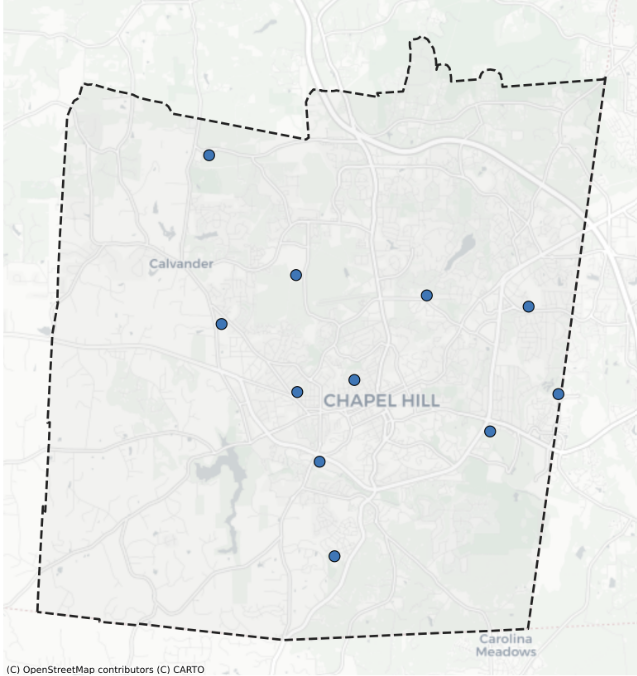 Calvander
CHAPEL HILL
Carolina
Meadows
(C) OpenStreetMap contributors (C) CARTO